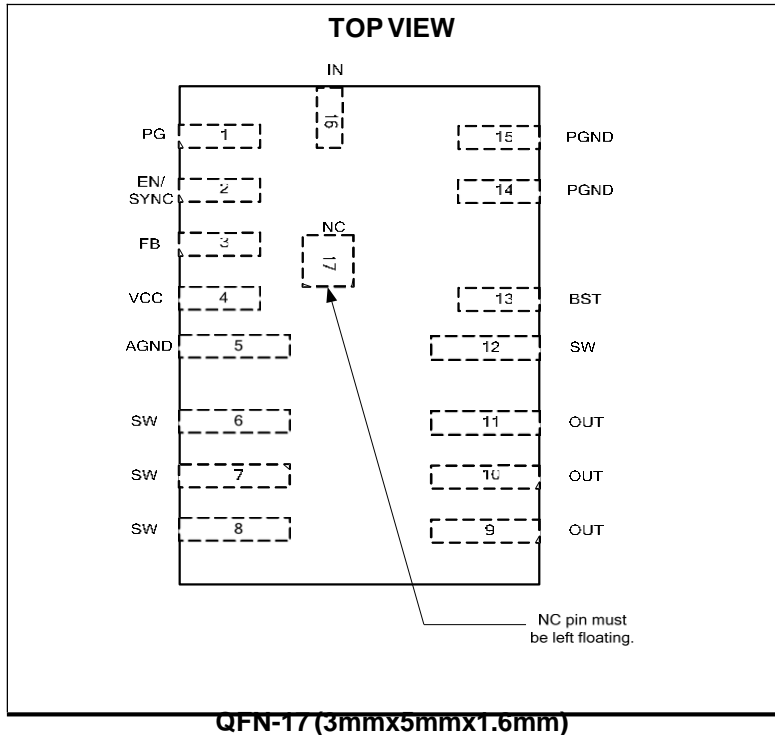 TOP VIEW
IN
16
PG 1
15 PGND
EN/
SYNC
2
14 PGND
FB 3
NC
17
VCC 4
13 BST
AGND 5
12 SW
SW 6
11 OUT
SW 7
10 OUT
SW 8
9 OUT
NC pin must
be left floating.
QFN-17 (3mmx5mmx1.6mm)